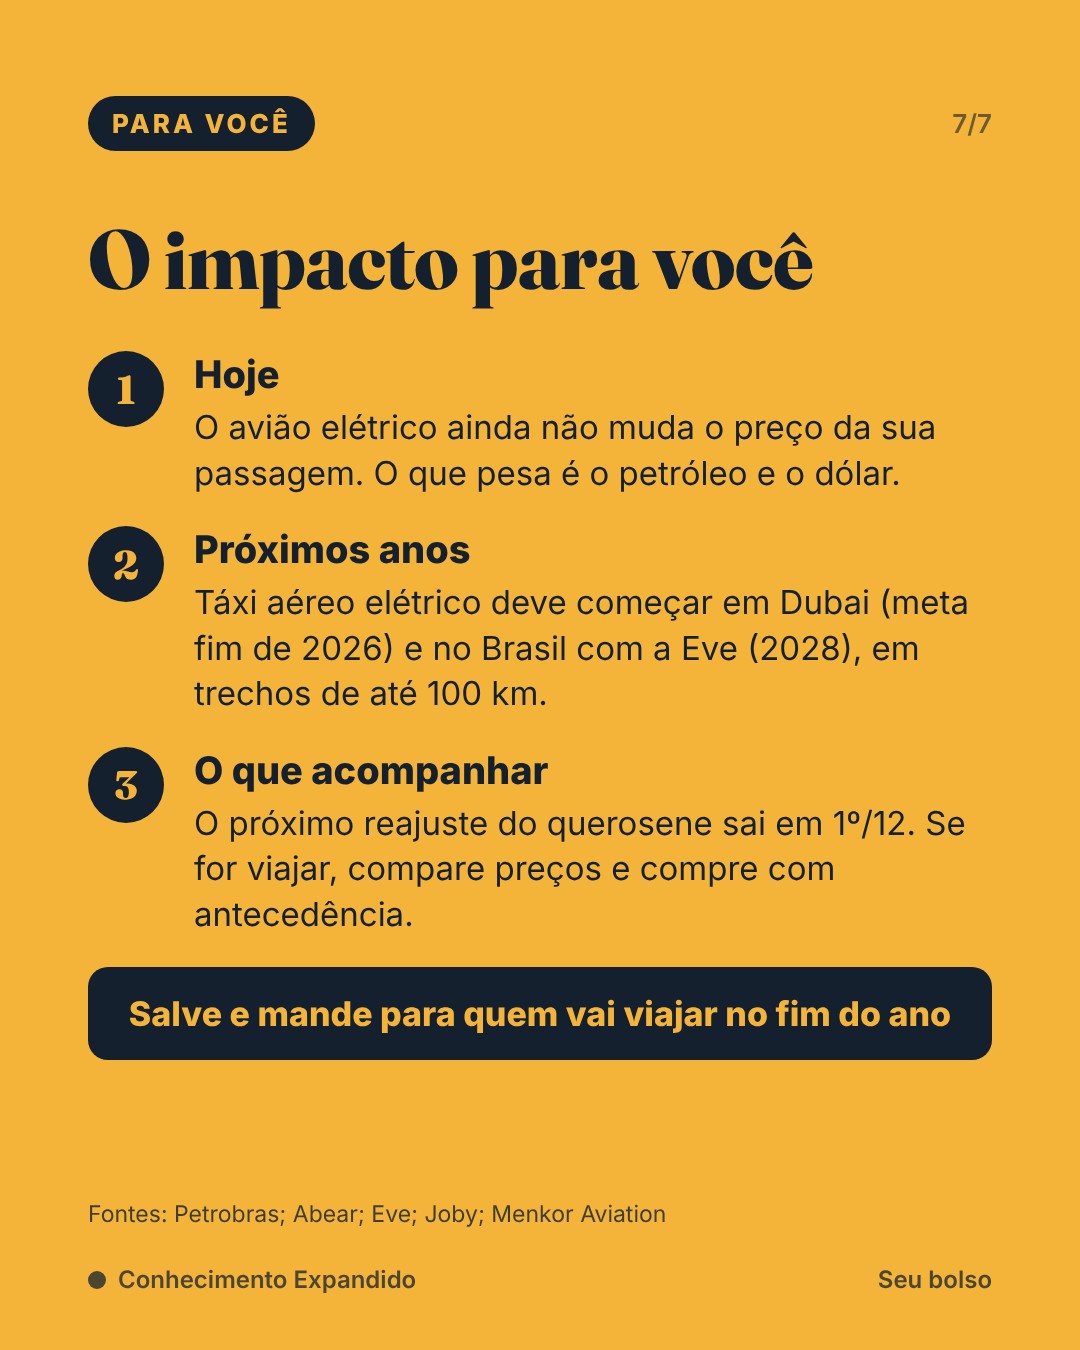 PARA VOCÊ
7/7
O impacto para você
1
Hoje
O avião elétrico ainda não muda o preço da sua
passagem. O que pesa é o petróleo e o dólar.
2
Próximos anos
Táxi aéreo elétrico deve começar em Dubai (meta
fim de 2026) e no Brasil com a Eve (2028), em
trechos de até 100 km.
3
O que acompanhar
O próximo reajuste do querosene sai em 1º/12. Se
for viajar, compare preços e compre com
antecedência.
Salve e mande para quem vai viajar no fim do ano
Fontes: Petrobras; Abear; Eve; Joby; Menkor Aviation
Conhecimento Expandido
Seu bolso